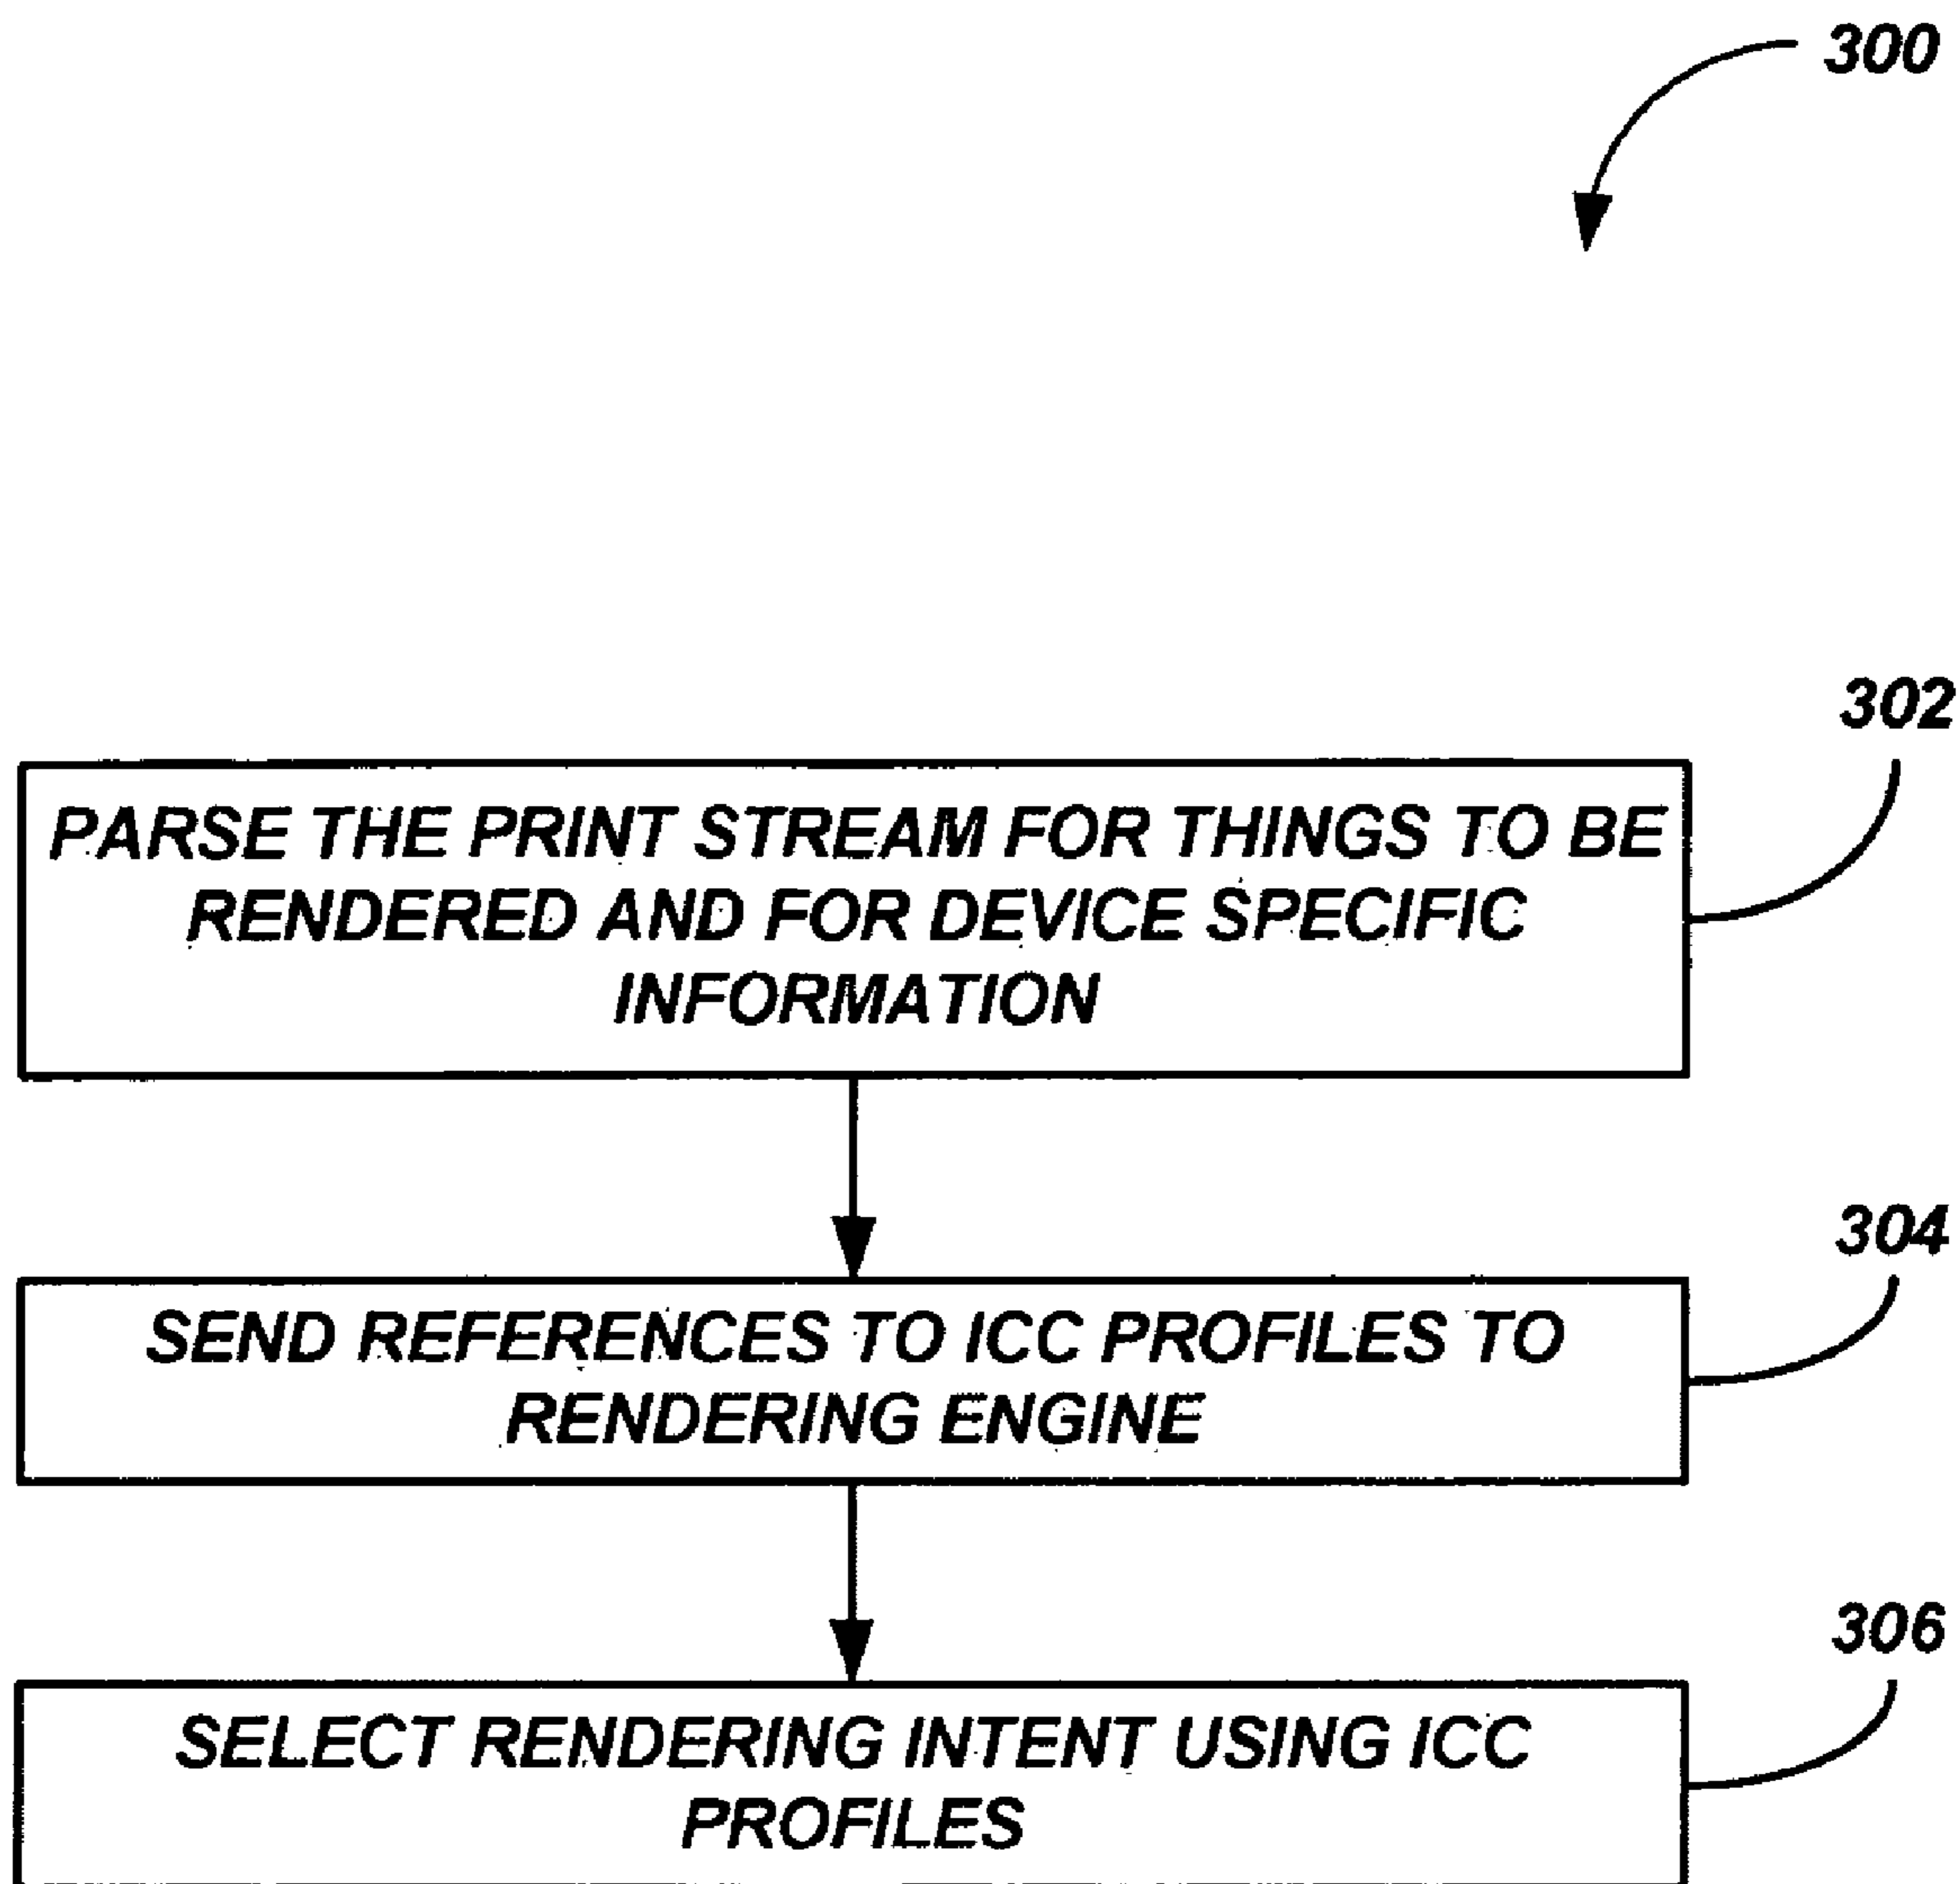 300
302
PARSE THE PRINT STREAM FOR THINGS TO BE
RENDERED AND FOR DEVICE SPECIFIC
INFORMATION
304
SEND REFERENCES TO ICC PROFILES TO
RENDERING ENGINE
306
SELECT RENDERING INTENT USING ICC
PROFILES